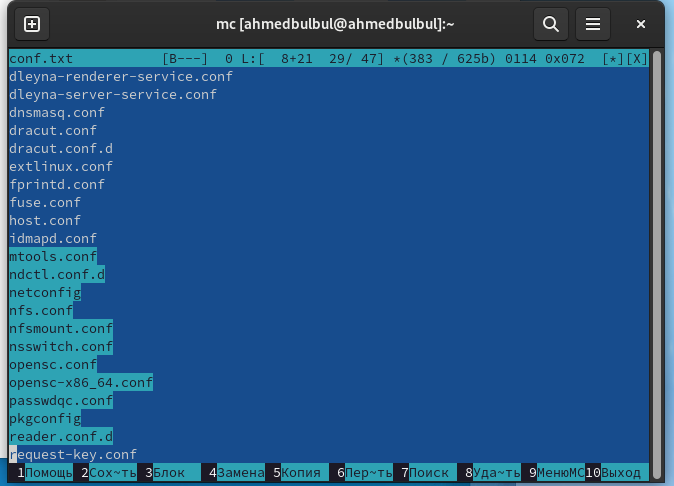 mc [ahmedbulbul@ahmedbulbul]:~
conf.txt [B---] 0 L:[ 8+21 29/ 47] *(383 / 625b) 0114 0x072 [*][X]
dleyna-renderer-service.conf
dleyna-server-service.conf
dnsmasq.conf
dracut.conf
dracut.conf.d
extlinux.conf
fprintd.conf
fuse.conf
host.conf
idmapd.conf
mtools.conf
ndctl.conf.d
netconfig
nfs.conf
nfsmount.conf
nsswitch.conf
opensc.conf
opensc-x86_64.conf
passwdqc.conf
pkgconfig
reader.conf.d
request-key.conf
1Помощь 2Сох~ть 3Блок 4Замена 5Копия 6Пер~ть 7Поиск 8Уда~ть 9МенюMC 10Выход